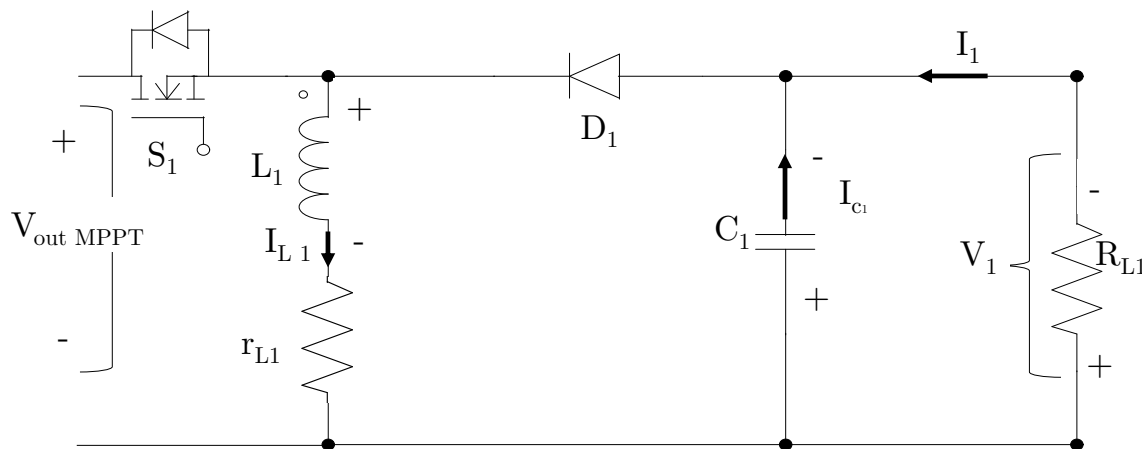 I1
+
+
S1
D1
-
-
L1
Ic1
Vout MPPT
IL 1
-
C1
V1
RL1
+
-
rL1
+